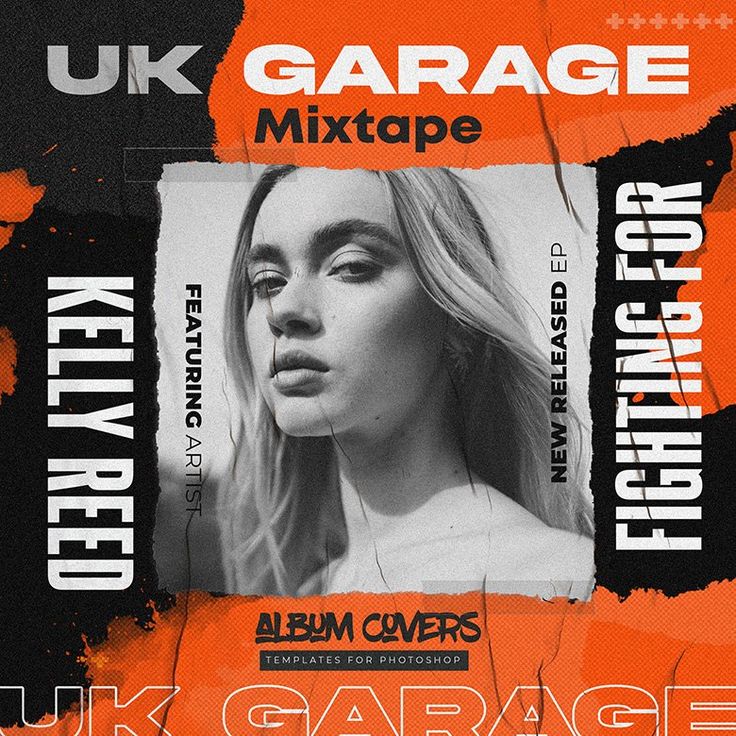 UK GARAGE
Mixtape
KELLY REED
FEATURING ARTIST
NEW RELEASED EP
FIGHTING FOR
ALBUM COVERS
TEMPLATES FOR PHOTOSHOP
UK GARAGE